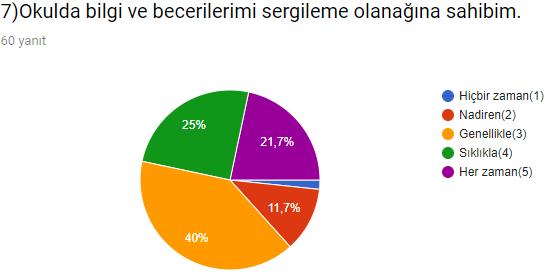 7)Okulda bilgi ve becerilerimi sergileme olanağına sahibim.
60 yanıt
Hiçbir zaman(1)
Nadiren(2)
Genellikle(3)
Sıklıkla(4)
Her zaman(5)
25%
21,7%
11,7%
40%